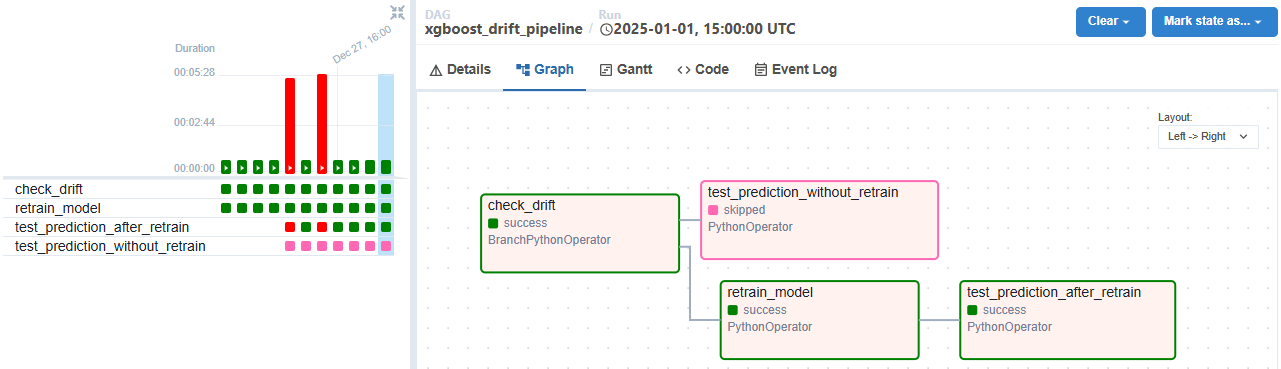 DAG
Run
xgboost_drift_pipeline / 2025-01-01, 15:00:00 UTC
Clear
Mark state as...
Details
Graph
Gantt
Code
Event Log
Dec 27, 16:00
Duration
00:05:28
00:02:44
00:00:00
check_drift
retrain_model
test_prediction_after_retrain
test_prediction_without_retrain
Layout:
Left -> Right
check_drift
success
BranchPythonOperator
test_prediction_without_retrain
skipped
PythonOperator
retrain_model
success
PythonOperator
test_prediction_after_retrain
success
PythonOperator